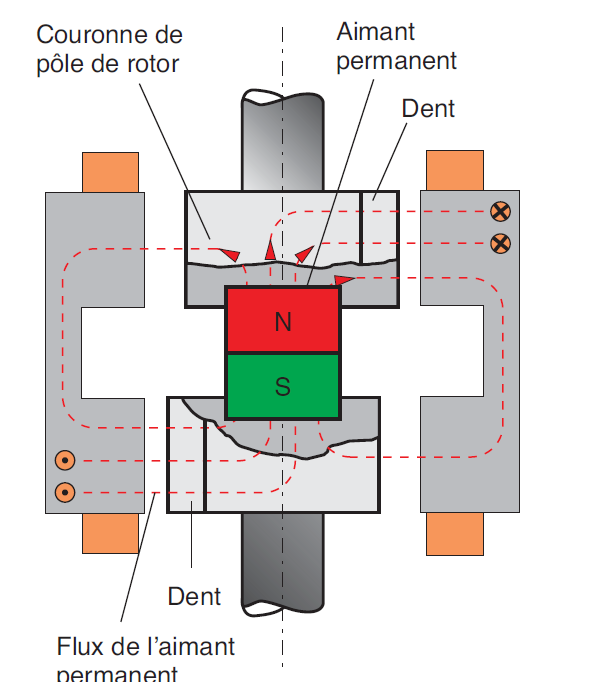 Couronne de
pôle de rotor
Aimant
permanent
Dent
N
S
Dent
Flux de l'aimant
permanent